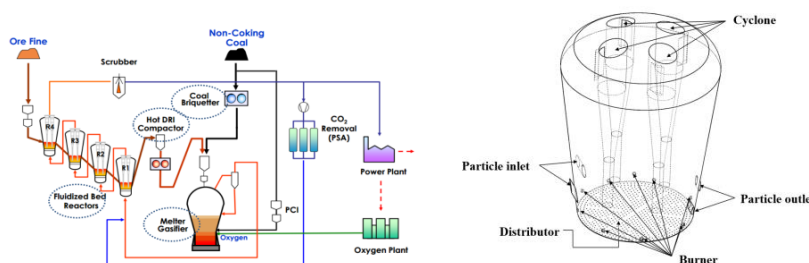 Ore Fine
Non-Coking
Coal
Scrubber
Coal
Briquetter
Hot DRI
Compactor
CO2
Removal
(PSA)
R4
R3
R2
R1
Power Plant
Fluidized Bed
Reactors
Melter
Gasifier
PCI
Oxygen
Oxygen Plant
Cyclone
Particle inlet
Particle outle
Distributor
Burner